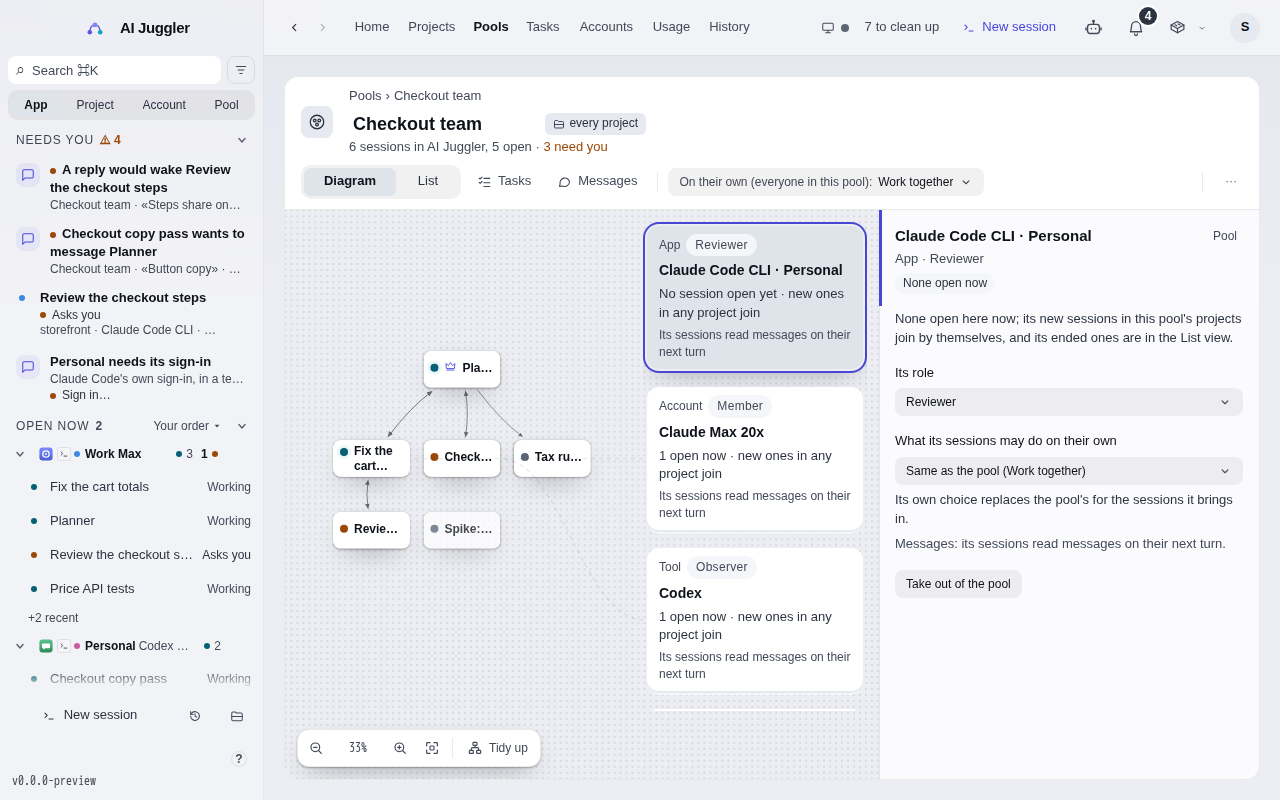 AI Juggler
Search ⌘K
App Project Account Pool
NEEDS YOU 4
A reply would wake Review the checkout steps
Checkout team · «Steps share on…
Checkout copy pass wants to message Planner
Checkout team · «Button copy» · …
Review the checkout steps
Asks you
storefront · Claude Code CLI · …
Personal needs its sign-in
Claude Code's own sign-in, in a te…
Sign in…
OPEN NOW 2 Your order
Work Max 3 1
Fix the cart totals Working
Planner Working
Review the checkout s… Asks you
Price API tests Working
+2 recent
Personal Codex … 2
Checkout copy pass Working
New session
?
v0.0.0-preview
Home Projects Pools Tasks Accounts Usage History
7 to clean up
New session
4
S
Pools › Checkout team
Checkout team every project
6 sessions in AI Juggler, 5 open · 3 need you
Diagram List Tasks Messages
On their own (everyone in this pool): Work together
…
Pla…
Fix the cart…
Check…
Tax ru…
Revie…
Spike:…
App Reviewer
Claude Code CLI · Personal
No session open yet · new ones
in any project join
Its sessions read messages on their
next turn
Account Member
Claude Max 20x
1 open now · new ones in any
project join
Its sessions read messages on their
next turn
Tool Observer
Codex
1 open now · new ones in any
project join
Its sessions read messages on their
next turn
33%
Tidy up
Claude Code CLI · Personal Pool
App · Reviewer
None open now
None open here now; its new sessions in this pool's projects
join by themselves, and its ended ones are in the List view.
Its role
Reviewer
What its sessions may do on their own
Same as the pool (Work together)
Its own choice replaces the pool's for the sessions it brings
in.
Messages: its sessions read messages on their next turn.
Take out of the pool